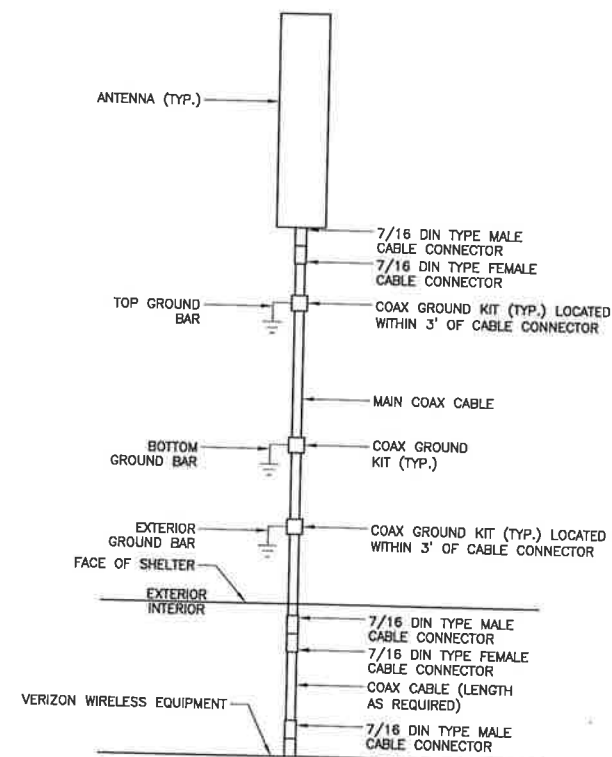 ANTENNA (TYP.)
7/16 DIN TYPE MALE
CABLE CONNECTOR
7/16 DIN TYPE FEMALE
CABLE CONNECTOR
TOP GROUND
BAR
COAX GROUND KIT (TYP.) LOCATED
WITHIN 3' OF CABLE CONNECTOR
MAIN COAX CABLE
BOTTOM
GROUND BAR
COAX GROUND
KIT (TYP.)
EXTERIOR
GROUND BAR
COAX GROUND KIT (TYP.) LOCATED
WITHIN 3' OF CABLE CONNECTOR
FACE OF SHELTER
EXTERIOR
INTERIOR
7/16 DIN TYPE MALE
CABLE CONNECTOR
7/16 DIN TYPE FEMALE
CABLE CONNECTOR
COAX CABLE (LENGTH
AS REQUIRED)
VERIZON WIRELESS EQUIPMENT
7/16 DIN TYPE MALE
CABLE CONNECTOR